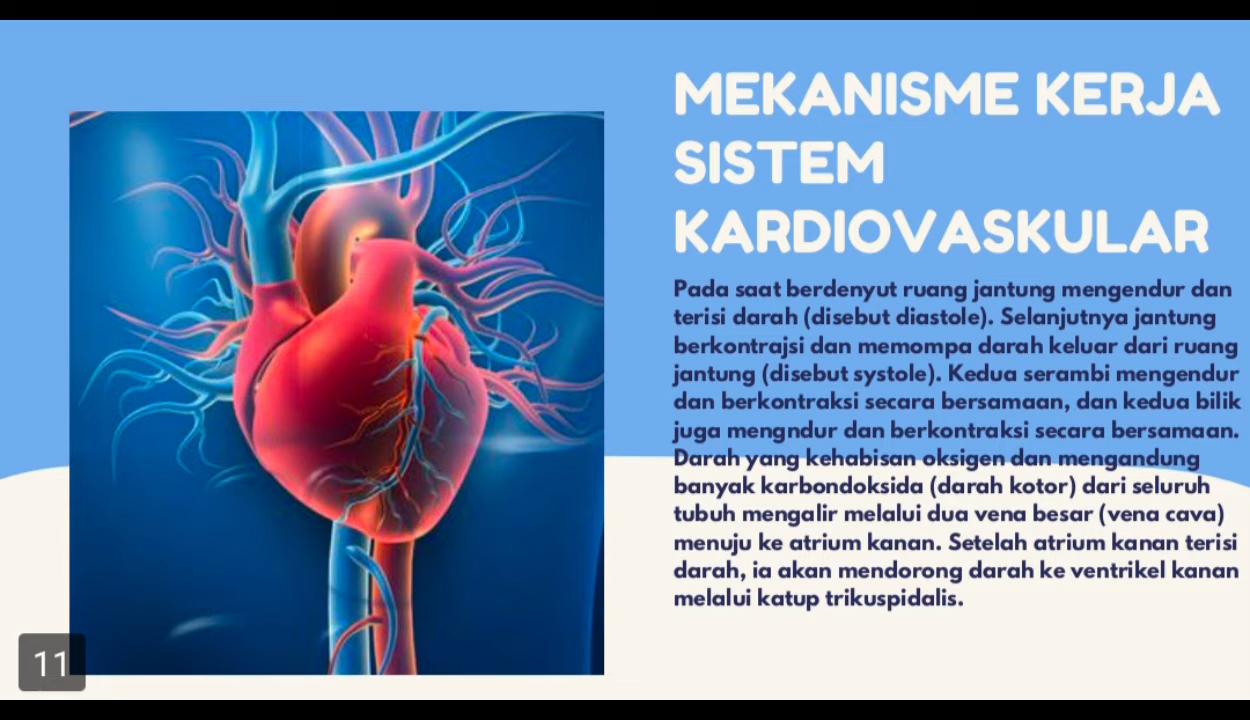 MEKANISME KERJA
SISTEM
KARDIOVASKULAR
Pada saat berdenyut ruang jantung mengendur dan
terisi darah (disebut diastole). Selanjutnya jantung
berkontrajsi dan memompa darah keluar dari ruang
jantung (disebut systole). Kedua serambi mengendur
dan berkontraksi secara bersamaan, dan kedua bilik
juga mengndur dan berkontraksi secara bersamaan.
Darah yang kehabisan oksigen dan mengandung
banyak karbondoksida (darah kotor) dari seluruh
tubuh mengalir melalui dua vena besar (vena cava)
menuju ke atrium kanan. Setelah atrium kanan terisi
darah, ia akan mendorong darah ke ventrikel kanan
melalui katup trikuspidalis.
11